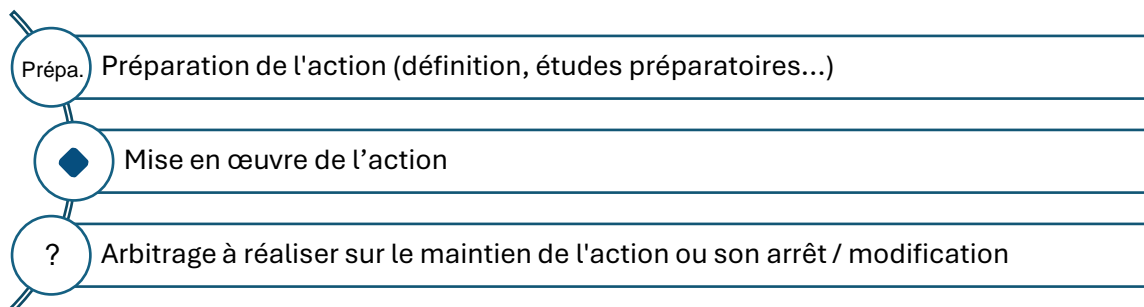 Prépa. Préparation de l'action (définition, études préparatoires...)
Mise en œuvre de l’action
? Arbitrage à réaliser sur le maintien de l'action ou son arrêt / modification